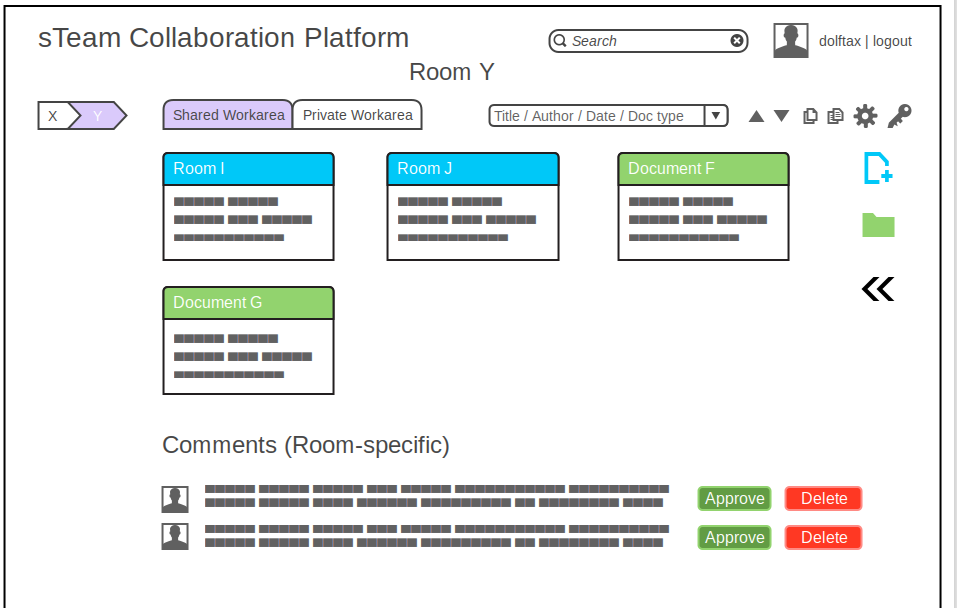 sTeam Collaboration Platform
Search
dolftax | logout
Room Y
X
Y
Shared Workarea
Private Workarea
Title / Author / Date / Doc type
Room I
Room J
Document F
Document G
Comments (Room-specific)
Approve
Delete
Approve
Delete